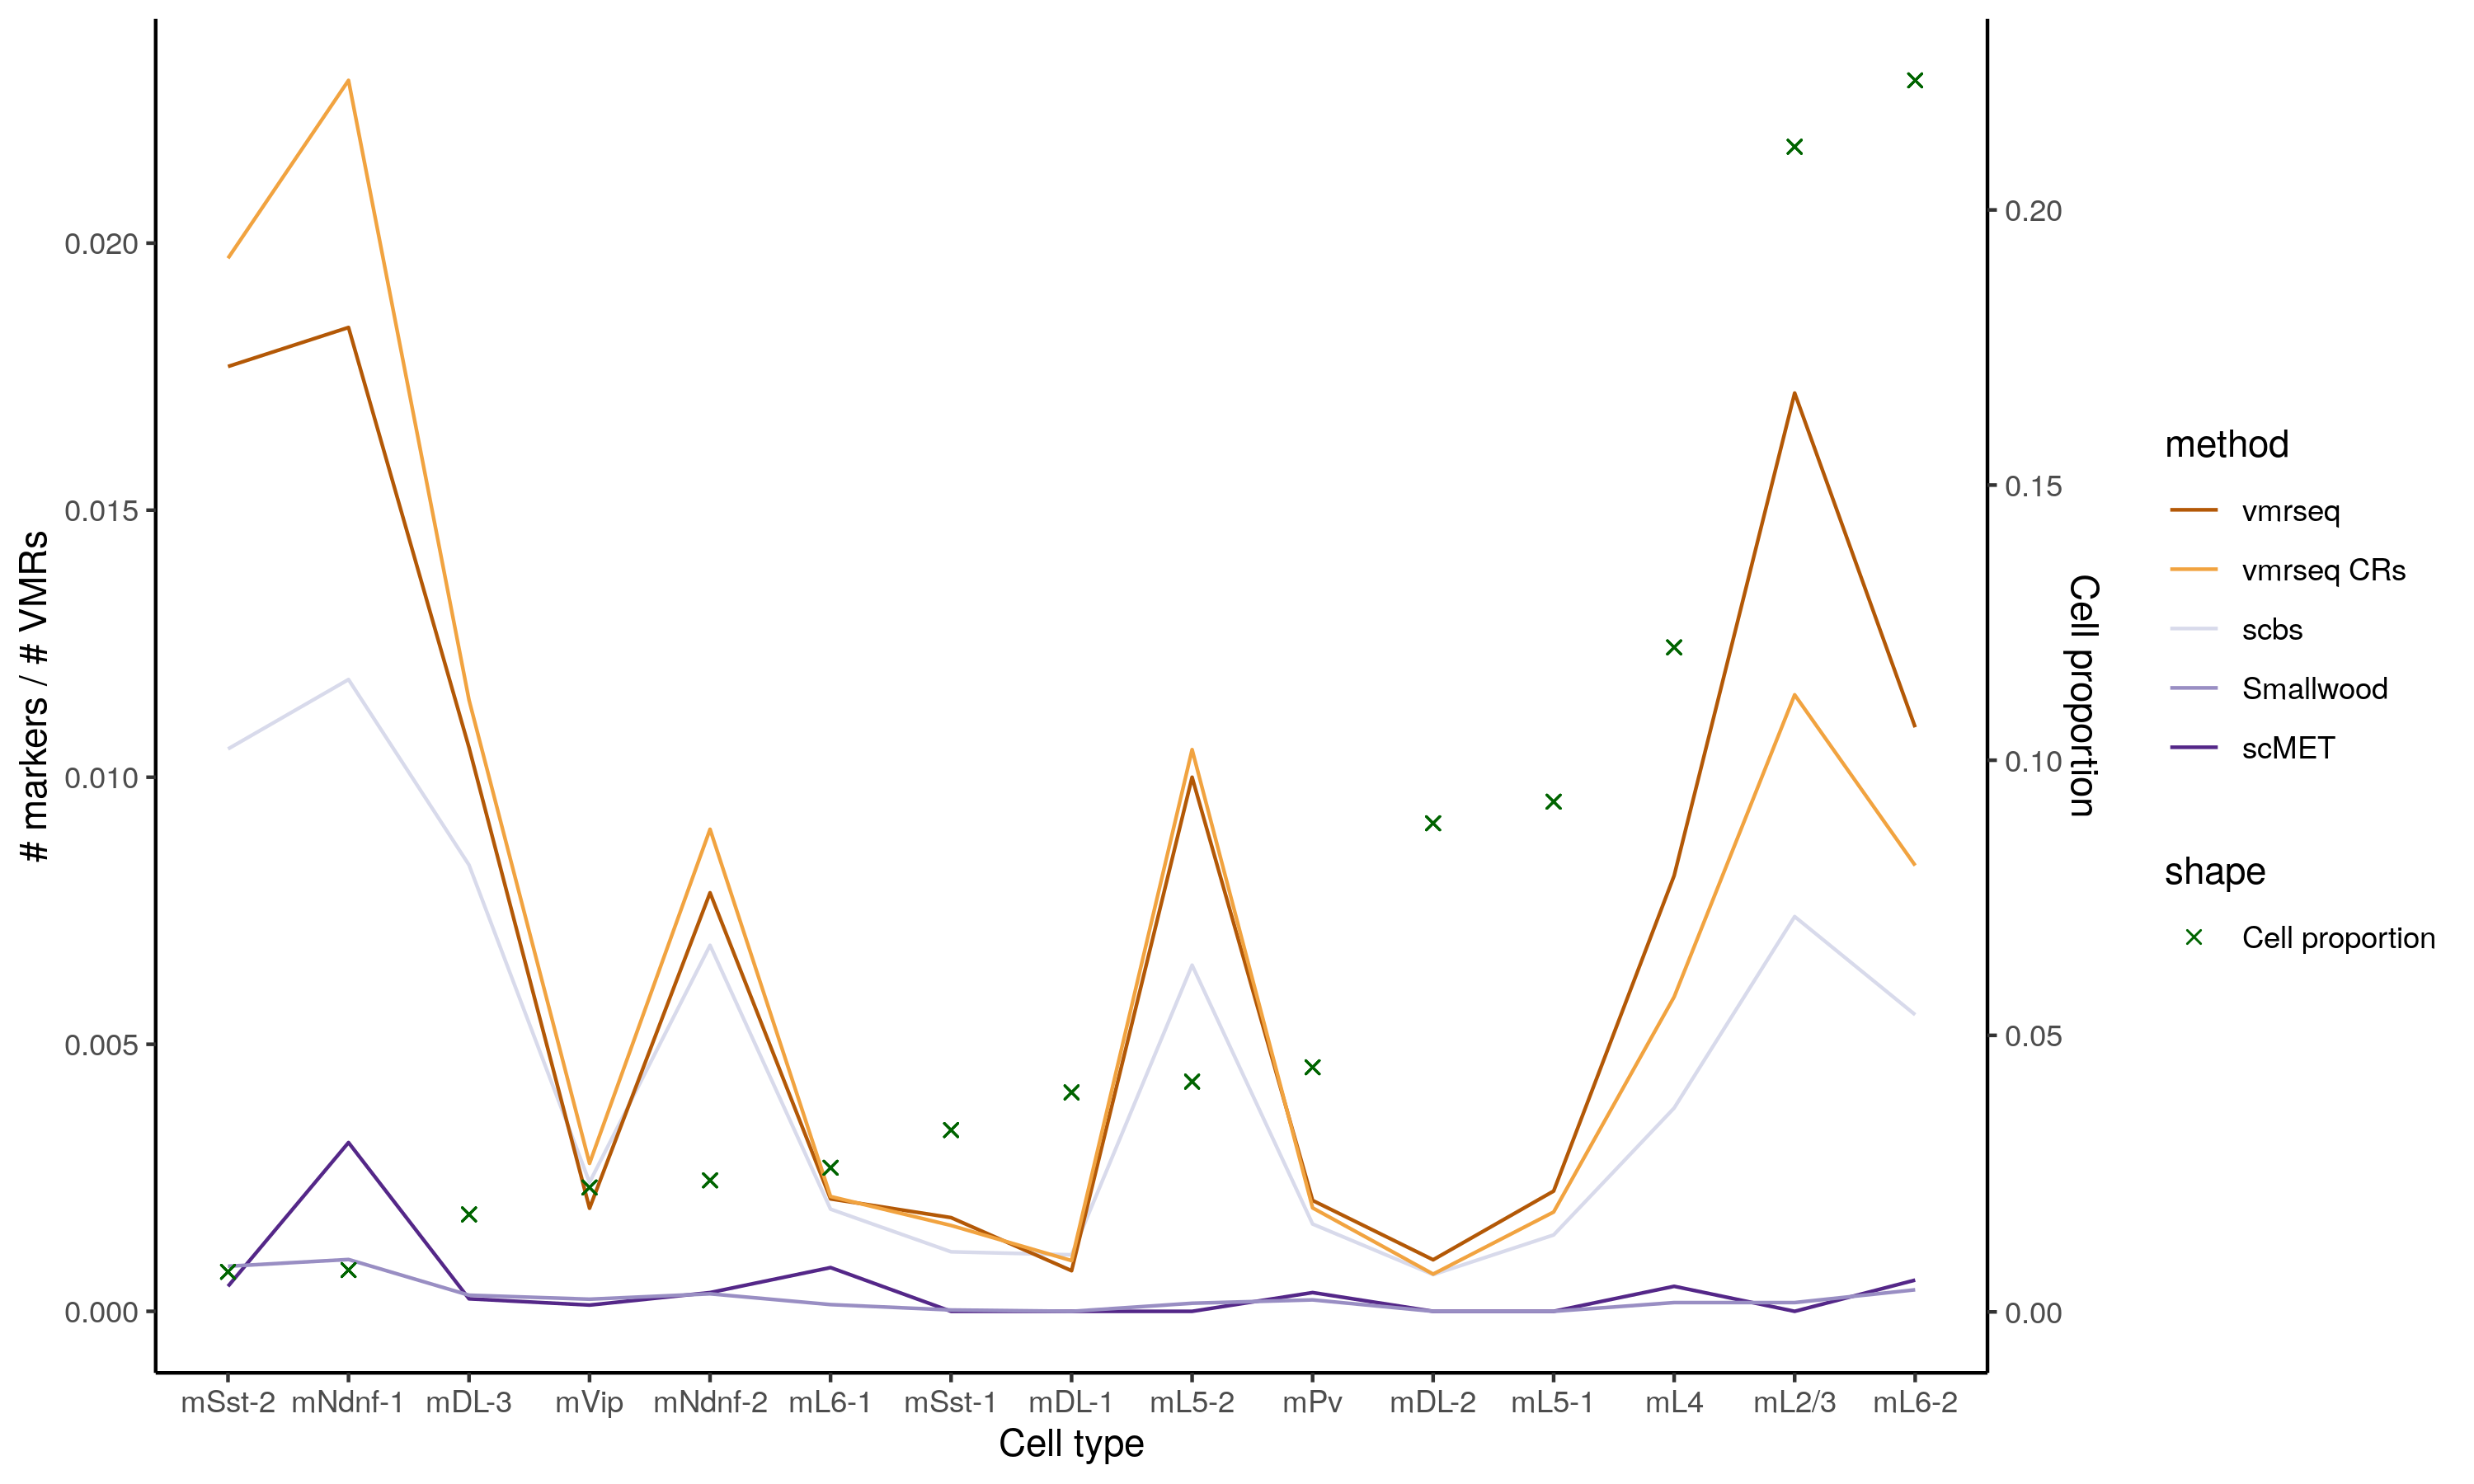 # markers / # VMRs
0.020
0.015
0.010
0.005
0.000
mSst-2 mNdnf-1 mDL-3 mVip mNdnf-2 mL6-1 mSst-1 mDL-1 mL5-2 mPv mDL-2 mL5-1 mL4 mL2/3 mL6-2
Cell type
0.20
0.15
0.10
0.05
0.00
Cell proportion
method
vmrseq
vmrseq CRs
scbs
Smallwood
scMET
shape
Cell proportion